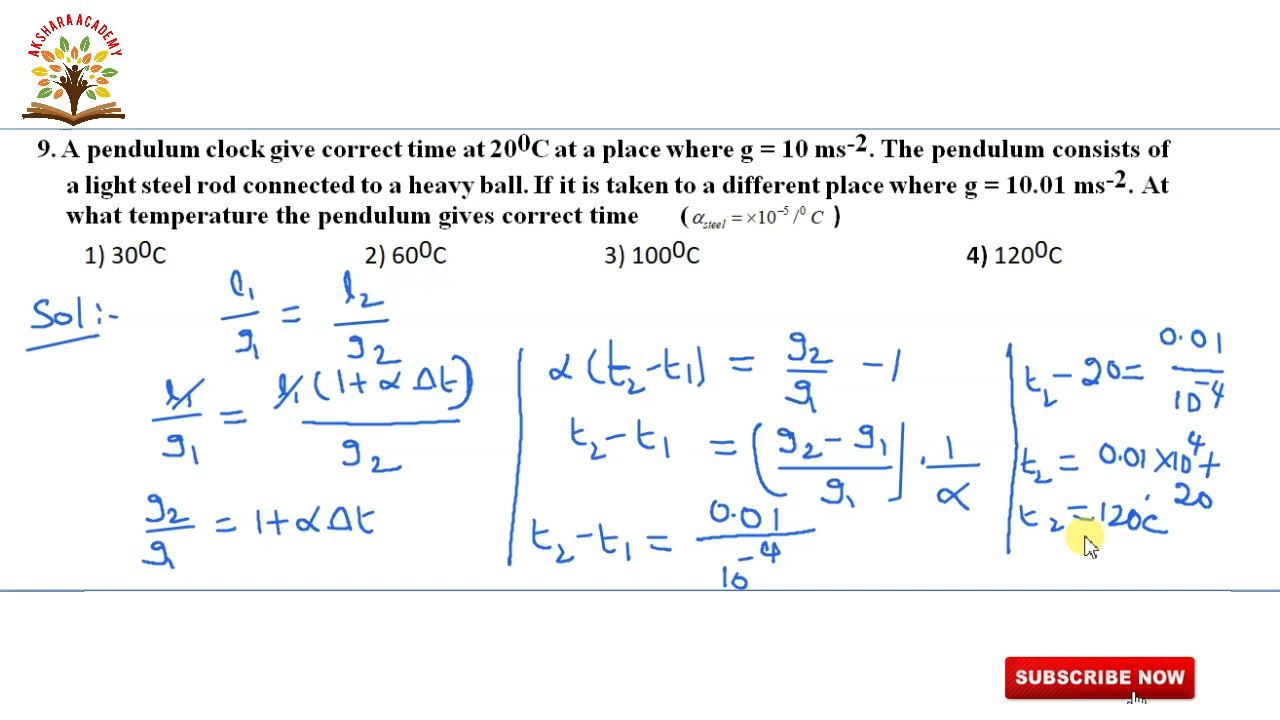 AKSHARA ACADEMY
9. A pendulum clock give correct time at 20⁰C at a place where g = 10 ms⁻². The pendulum consists of
a light steel rod connected to a heavy ball. If it is taken to a different place where g = 10.01 ms⁻². At
what temperature the pendulum gives correct time (α_steel = ×10⁻⁵ /⁰ C )
1) 30⁰C 2) 60⁰C 3) 100⁰C 4) 120⁰C
Sol:-
l₁/g₁ = l₂/g₂
l₁/g₁ = l₁(1+αΔt)/g₂
g₂/g₁ = 1+αΔt
α(t₂-t₁) = g₂/g₁ - 1
t₂-t₁ = (g₂-g₁/g₁] . 1/α
t₂-t₁ = 0.01/10⁻⁴
t₂-20 = 0.01/10⁻⁴
t₂ = 0.01×10⁴+
20
t₂ = 120°C
SUBSCRIBE NOW